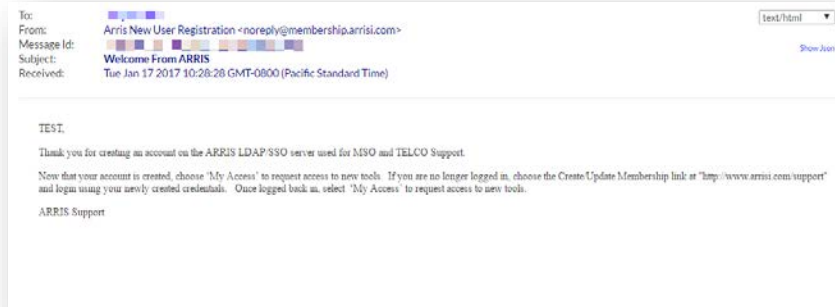 To:
text/html
From: Arris New User Registration <noreply@membership.arrisi.com>
Message Id:
Show Json
Subject: Welcome From ARRIS
Received: Tue Jan 17 2017 10:28:28 GMT-0800 (Pacific Standard Time)
TEST,
Thank you for creating an account on the ARRIS LDAP/SSO server used for MSO and TELCO Support.
Now that your account is created, choose 'My Access' to request access to new tools. If you are no longer logged in, choose the Create/Update Membership link at "http://www.arrisi.com/support"
and login using your newly created credentials. Once logged back in, select 'My Access' to request access to new tools.
ARRIS Support